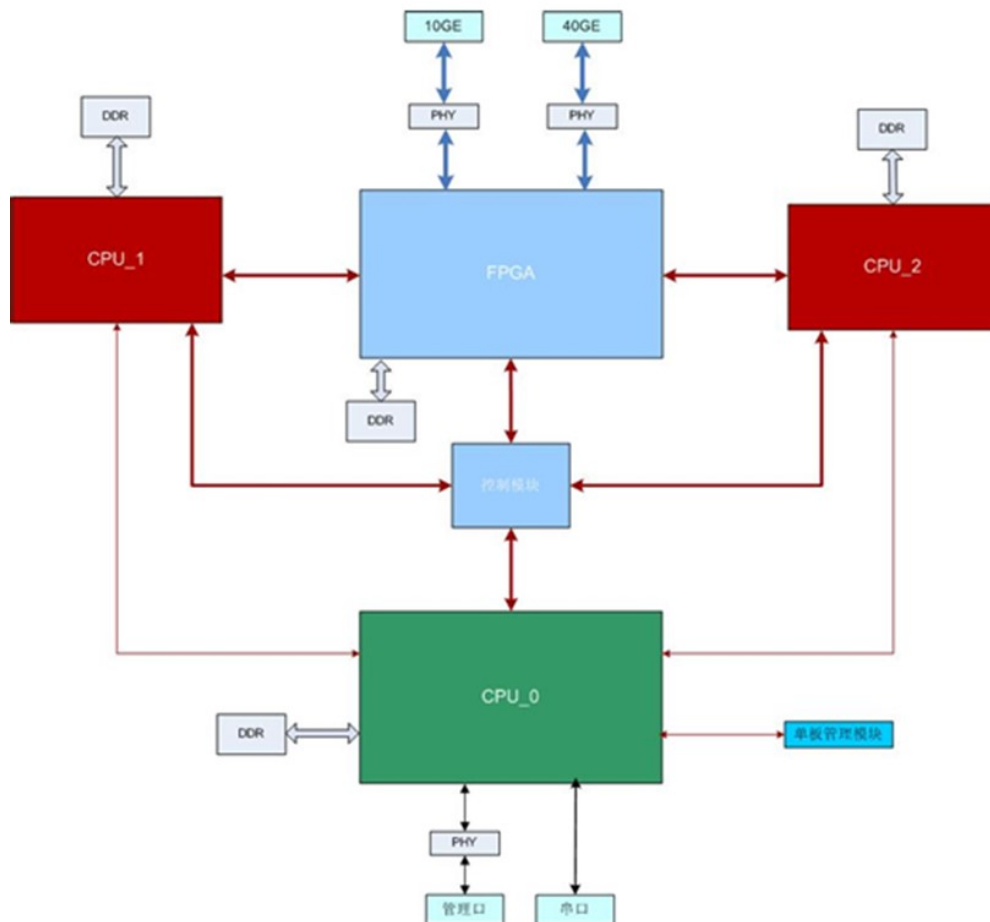 10GE
40GE
PHY
PHY
DDR
DDR
CPU_1
FPGA
CPU_2
DDR
控制模块
CPU_0
DDR
单板管理模块
PHY
管理口
串口